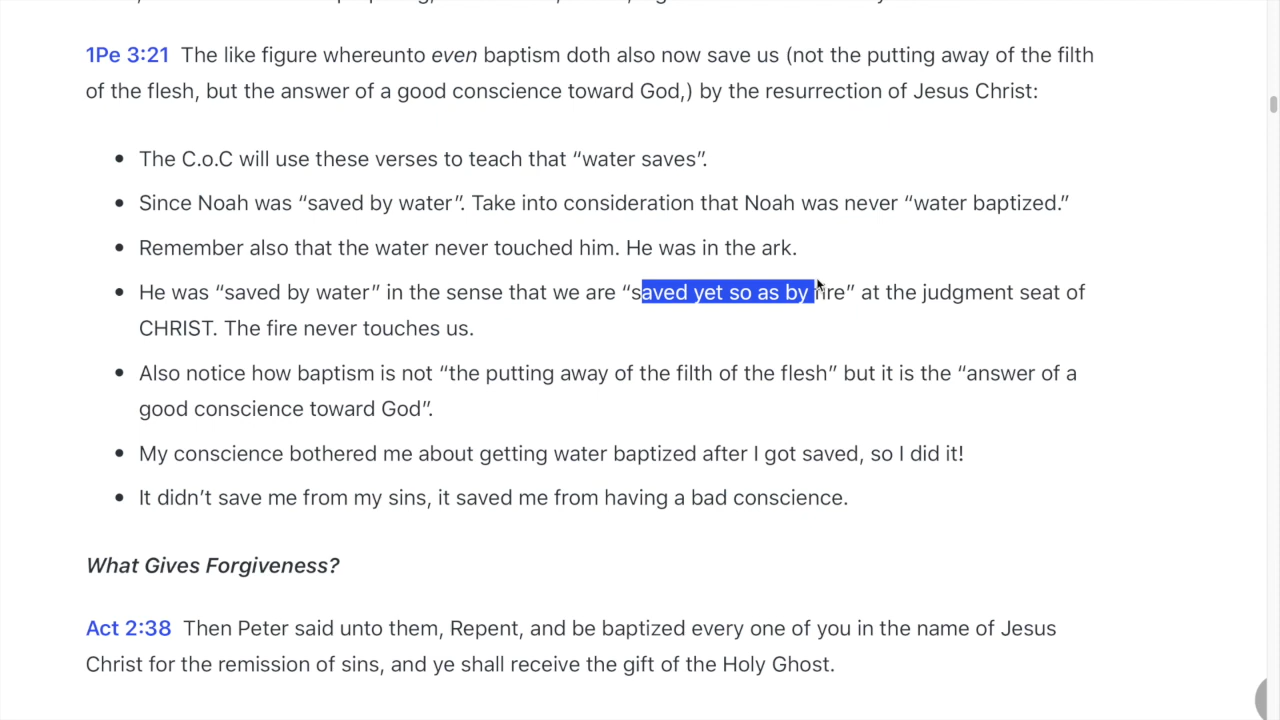 1Pe 3:21 The like figure whereunto even baptism doth also now save us (not the putting away of the filth
of the flesh, but the answer of a good conscience toward God,) by the resurrection of Jesus Christ:
• The C.o.C will use these verses to teach that “water saves”.
• Since Noah was “saved by water”. Take into consideration that Noah was never “water baptized.”
• Remember also that the water never touched him. He was in the ark.
• He was “saved by water” in the sense that we are “saved yet so as by fire” at the judgment seat of
CHRIST. The fire never touches us.
• Also notice how baptism is not “the putting away of the filth of the flesh” but it is the “answer of a
good conscience toward God”.
• My conscience bothered me about getting water baptized after I got saved, so I did it!
• It didn’t save me from my sins, it saved me from having a bad conscience.
What Gives Forgiveness?
Act 2:38 Then Peter said unto them, Repent, and be baptized every one of you in the name of Jesus
Christ for the remission of sins, and ye shall receive the gift of the Holy Ghost.